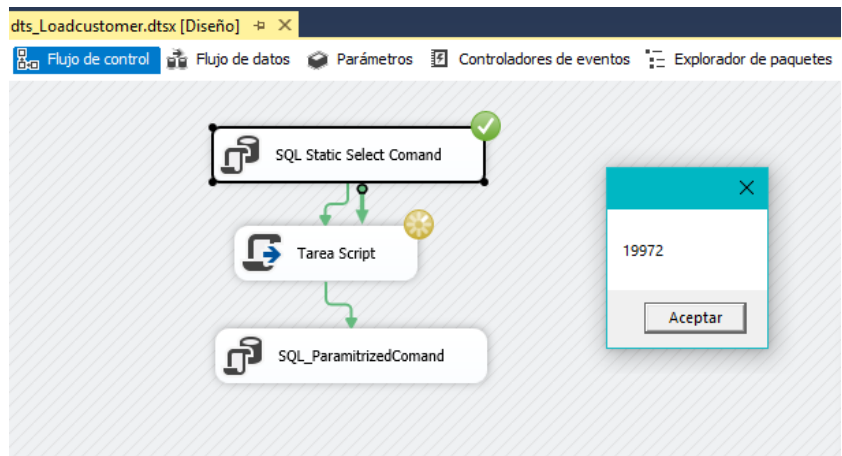 dts_Loadcustomer.dtsx [Diseño]
Flujo de control Flujo de datos Parámetros Controladores de eventos Explorador de paquetes
SQL Static Select Comand
Tarea Script
SQL_ParamitrizedComand
19972
Aceptar